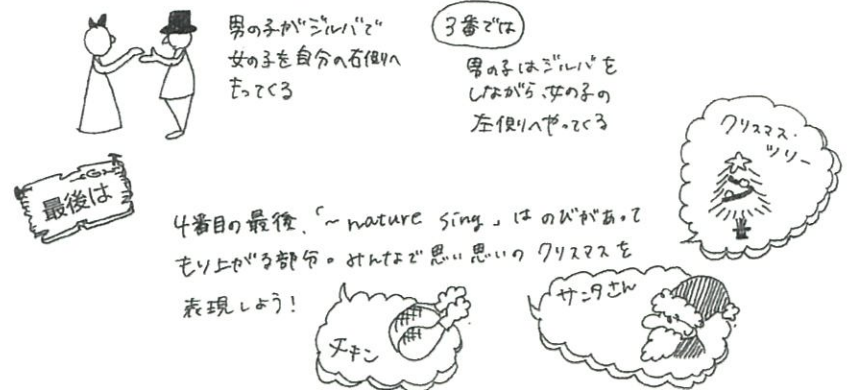 男の子がジルバで
女の子を自分の右側へ
もってくる
3番では
男の子はジルバを
しながら、女の子の
左側へやってくる
クリスマス・
ツリー
最後は
4番目の最後、「～nature sing」はのびがあって
もり上がる部分。みんなで思い思いのクリスマスを
表現しよう!
チキン
サンタさん